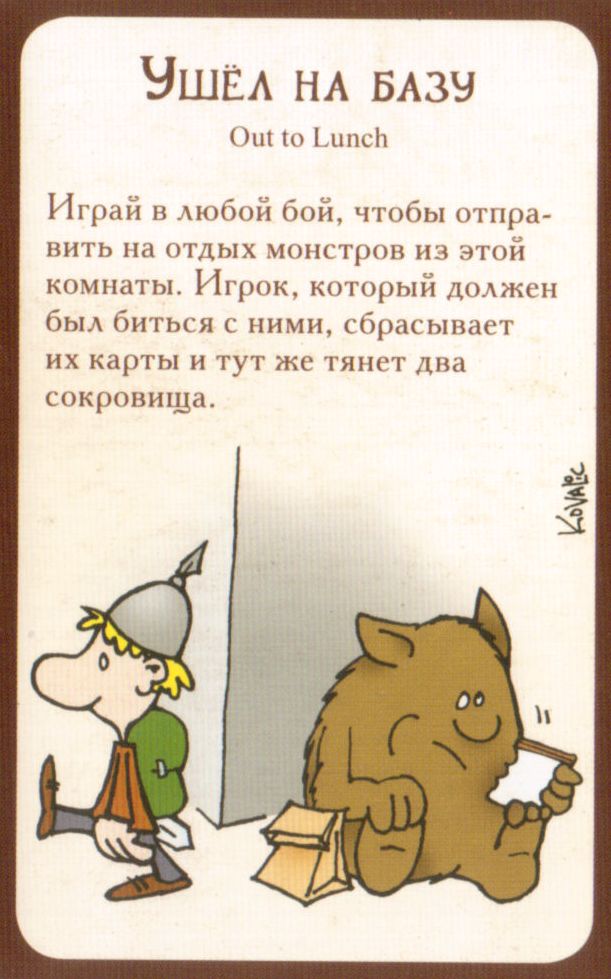 Ушёл на базу
Out to Lunch
Играй в любой бой, чтобы отпра-
вить на отдых монстров из этой
комнаты. Игрок, который должен
был биться с ними, сбрасывает
их карты и тут же тянет два
сокровища.
Kovalic